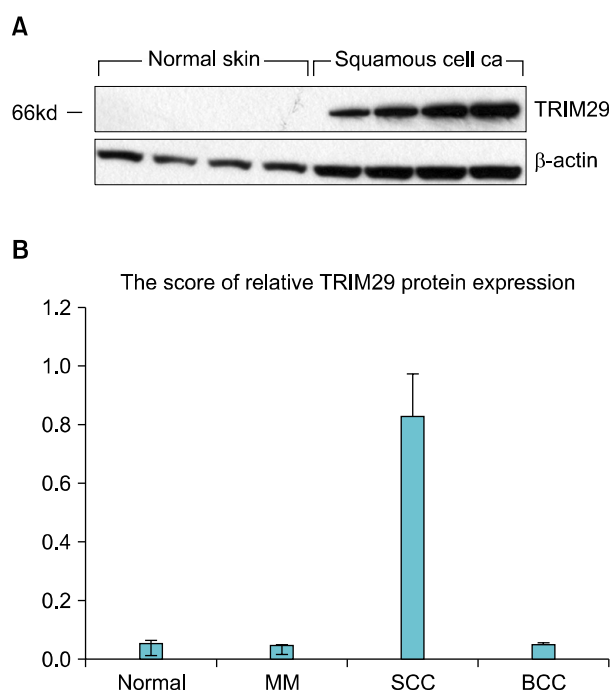 A
Normal skin Squamous cell ca
66kd TRIM29
β-actin
B
The score of relative TRIM29 protein expression
1.2
1.0
0.8
0.6
0.4
0.2
0.0
Normal MM SCC BCC